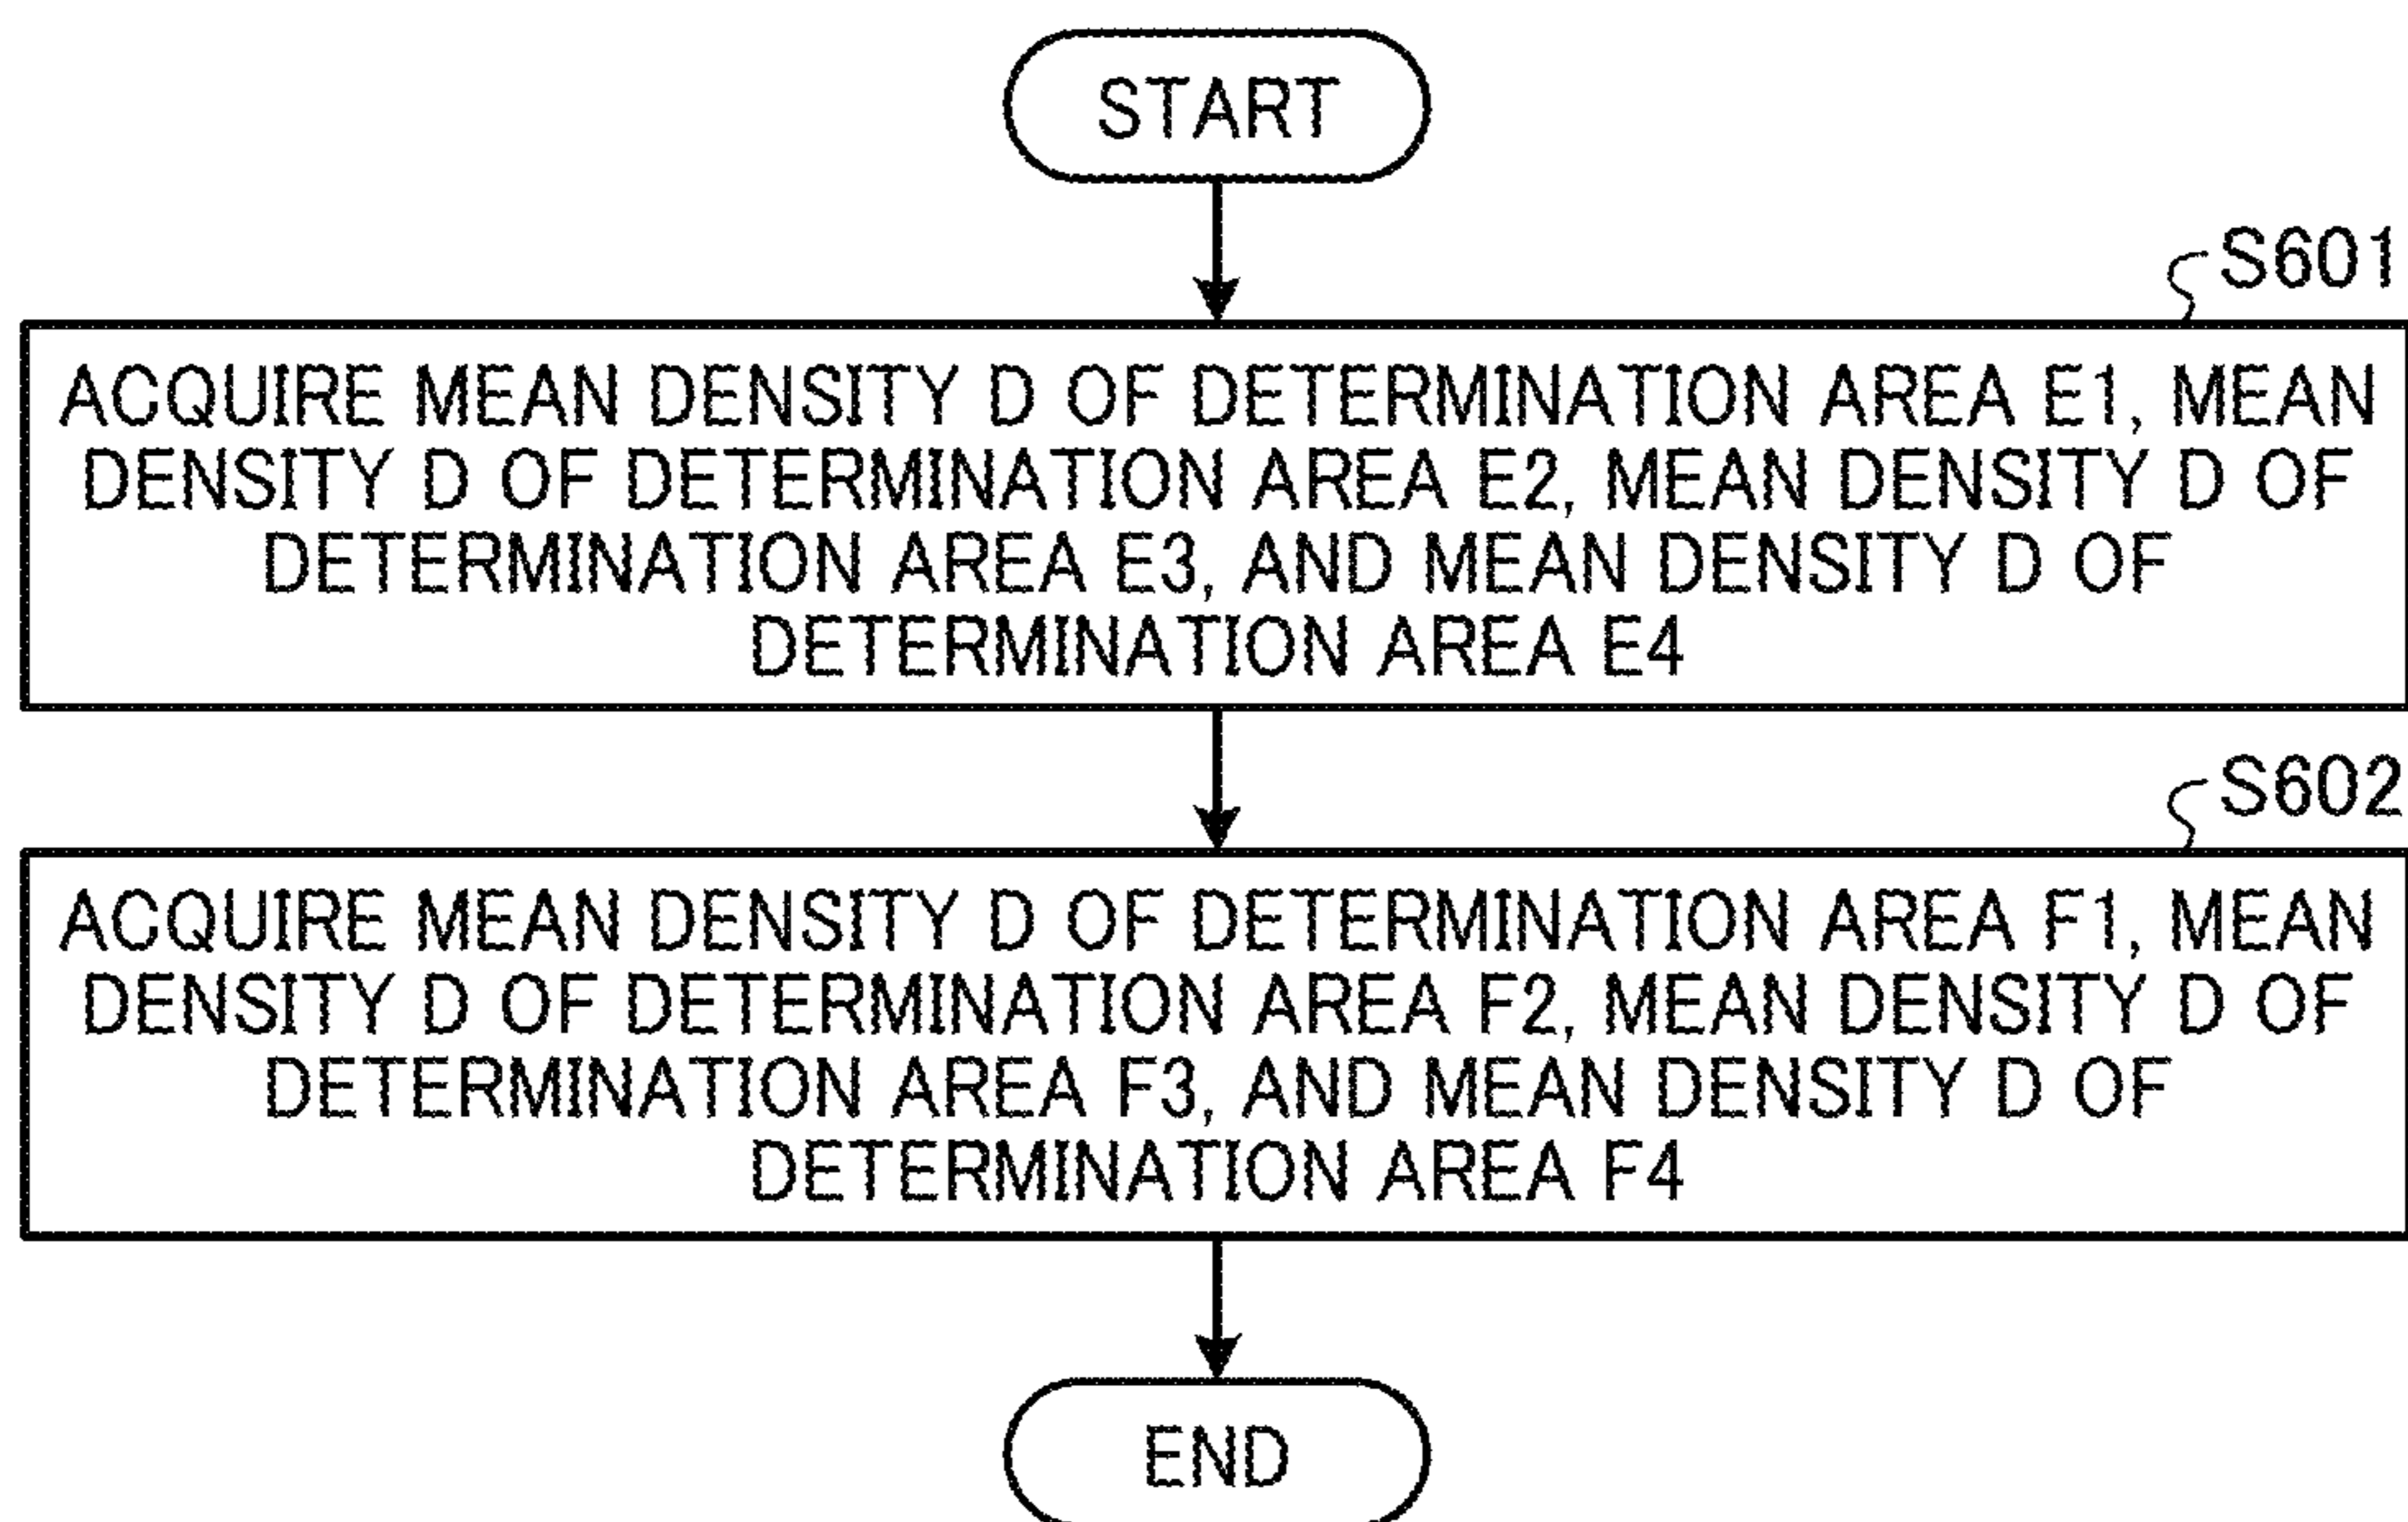 START
S601
ACQUIRE MEAN DENSITY D OF DETERMINATION AREA E1, MEAN
DENSITY D OF DETERMINATION AREA E2, MEAN DENSITY D OF
DETERMINATION AREA E3, AND MEAN DENSITY D OF
DETERMINATION AREA E4
S602
ACQUIRE MEAN DENSITY D OF DETERMINATION AREA F1, MEAN
DENSITY D OF DETERMINATION AREA F2, MEAN DENSITY D OF
DETERMINATION AREA F3, AND MEAN DENSITY D OF
DETERMINATION AREA F4
END